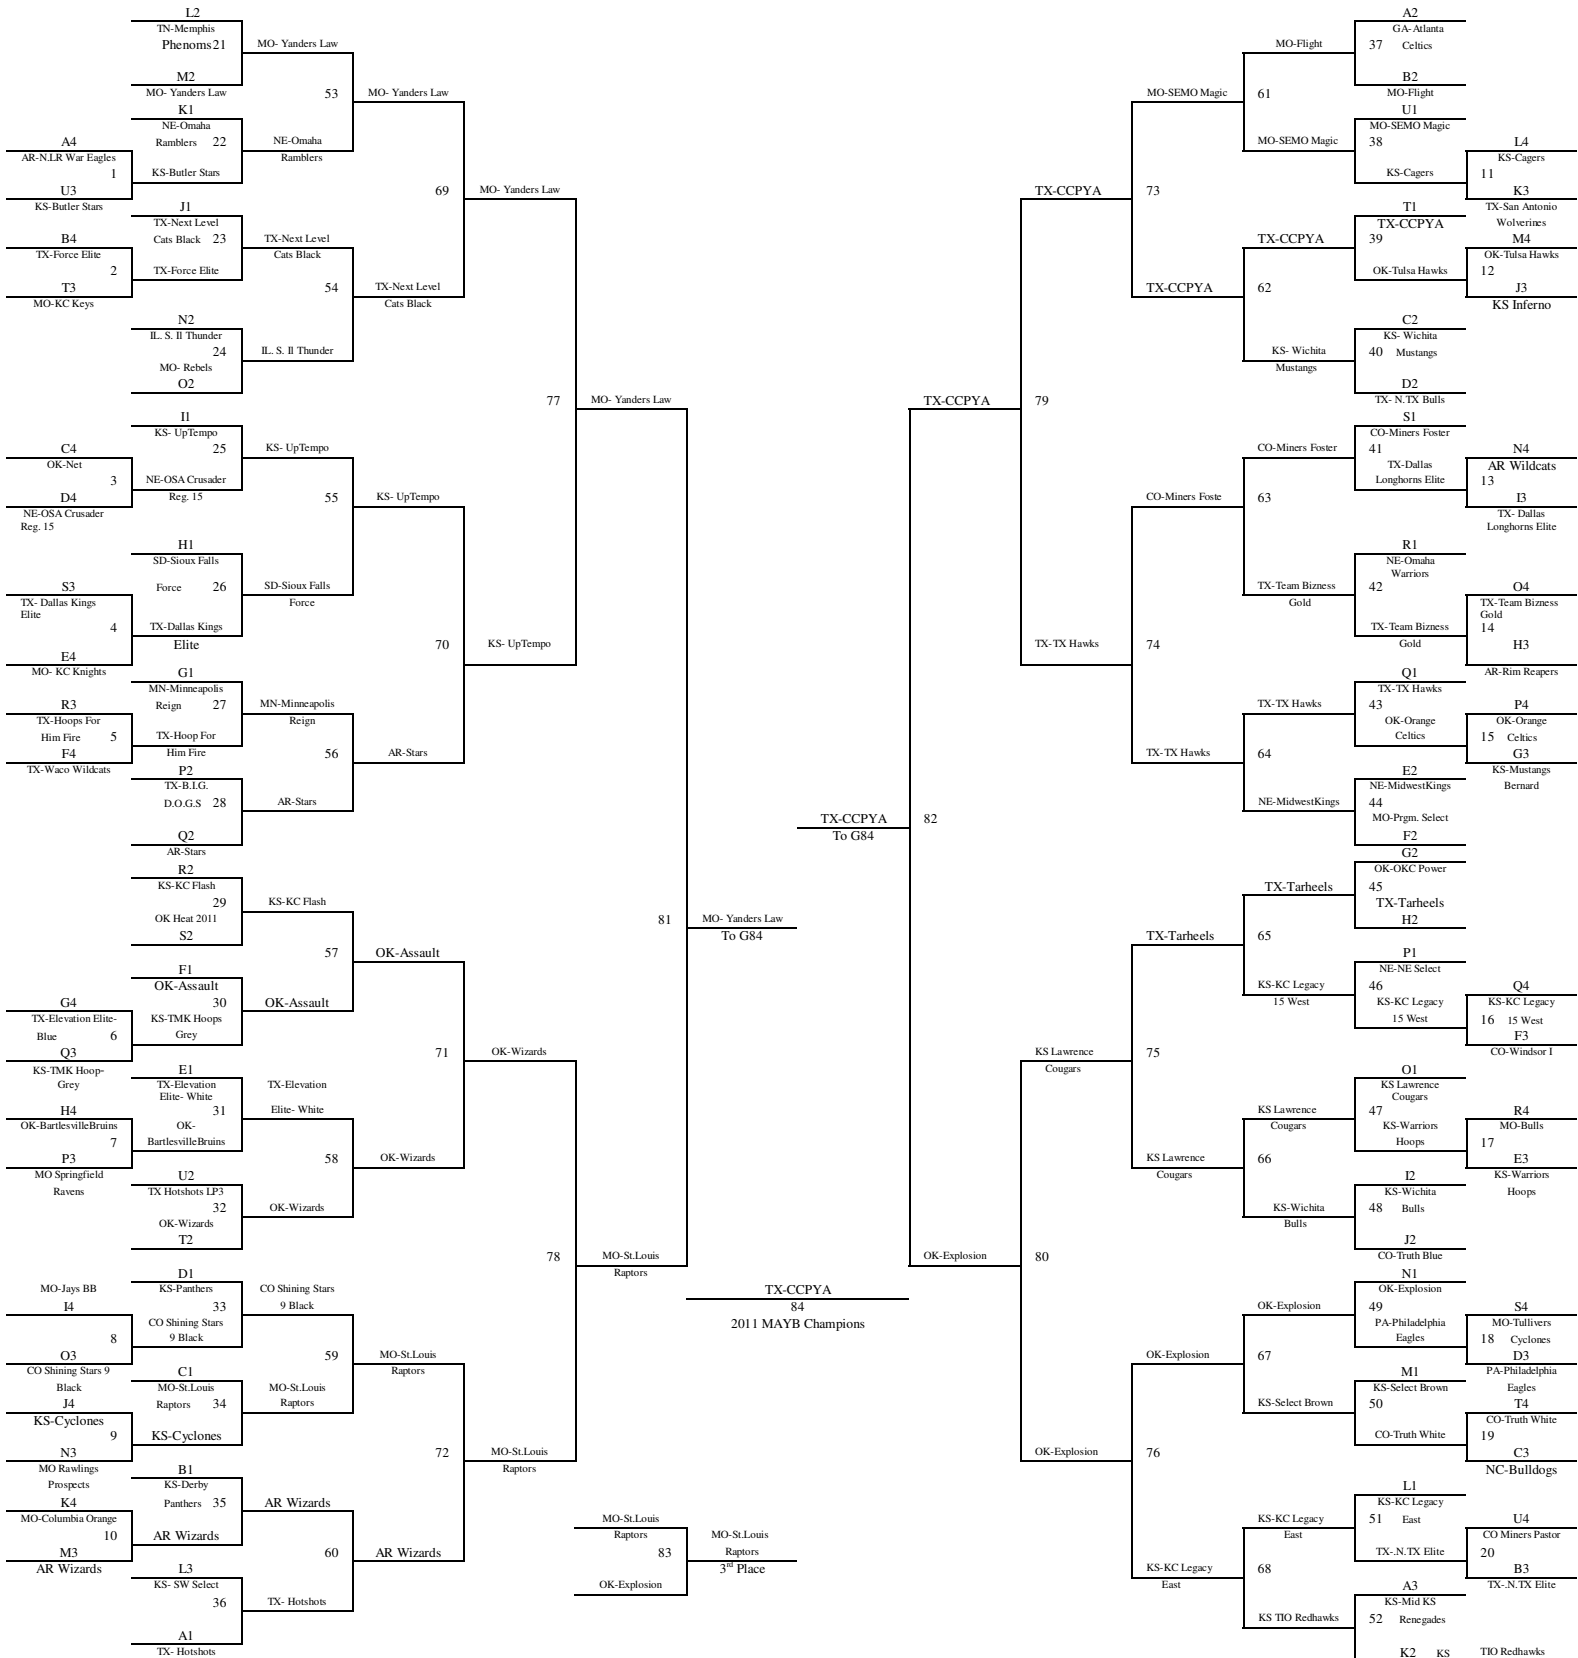 L2
TN-Memphis
Phenoms 21
M2
MO- Yanders Law
K1
NE-Omaha
Ramblers 22
A4
AR-N.LR War Eagles
1
U3
KS-Butler Stars
KS-Butler Stars
J1
TX-Next Level
Cats Black 23
B4
TX-Force Elite
2
T3
MO-KC Keys
TX-Force Elite
N2
IL. S. Il Thunder
24
MO- Rebels
O2
I1
KS- UpTempo
25
C4
OK-Net
3
D4
NE-OSA Crusader
Reg. 15
NE-OSA Crusader
Reg. 15
H1
SD-Sioux Falls
Force 26
S3
TX- Dallas Kings
Elite
4
E4
MO- KC Knights
TX-Dallas Kings
Elite
G1
MN-Minneapolis
Reign 27
R3
TX-Hoops For
Him Fire 5
F4
TX-Waco Wildcats
TX-Hoop For
Him Fire
P2
TX-B.I.G.
D.O.G.S 28
Q2
AR-Stars
R2
KS-KC Flash
29
OK Heat 2011
S2
F1
OK-Assault
30
G4
TX-Elevation Elite-
Blue 6
Q3
KS-TMK Hoop-
Grey
KS-TMK Hoops
Grey
E1
TX-Elevation
Elite- White
31
H4
OK-BartlesvilleBruins
7
P3
MO Springfield
Ravens
OK-
BartlesvilleBruins
U2
TX Hotshots LP3
32
OK-Wizards
T2
D1
KS-Panthers
33
MO-Jays BB
I4
8
O3
CO Shining Stars 9
Black
CO Shining Stars
9 Black
C1
MO-St.Louis
Raptors 34
J4
KS-Cyclones
9
N3
MO Rawlings
Prospects
KS-Cyclones
B1
KS-Derby
Panthers 35
K4
MO-Columbia Orange
10
M3
AR Wizards
AR Wizards
L3
KS- SW Select
36
A1
TX- Hotshots
MO- Yanders Law
53
NE-Omaha
Ramblers
TX-Next Level
Cats Black
54
IL. S. Il Thunder
KS- UpTempo
55
SD-Sioux Falls
Force
MN-Minneapolis
Reign
56
AR-Stars
KS-KC Flash
57
OK-Assault
TX-Elevation
Elite- White
58
OK-Wizards
CO Shining Stars
9 Black
59
MO-St.Louis
Raptors
AR Wizards
60
TX- Hotshots
MO- Yanders Law
69
TX-Next Level
Cats Black
KS- UpTempo
70
AR-Stars
OK-Assault
71
OK-Wizards
MO-St.Louis
Raptors
72
AR Wizards
MO- Yanders Law
77
KS- UpTempo
OK-Wizards
78
MO-St.Louis
Raptors
MO- Yanders Law
81
MO-St.Louis
Raptors
MO- Yanders Law
To G84
MO-St.Louis
Raptors
83
OK-Explosion
MO-St.Louis
Raptors
3rd Place
TX-CCPYA
84
2011 MAYB Champions
TX-CCPYA
To G84
82
TX-CCPYA
79
OK-Explosion
80
TX-CCPYA
73
TX-TX Hawks
74
KS Lawrence
Cougars
75
OK-Explosion
76
MO-SEMO Magic
61
TX-CCPYA
62
CO-Miners Foste
63
TX-TX Hawks
64
TX-Tarheels
65
KS Lawrence
Cougars
66
OK-Explosion
67
KS-KC Legacy
East
68
MO-Flight
MO-SEMO Magic
TX-CCPYA
KS- Wichita
Mustangs
CO-Miners Foster
TX-Team Bizness
Gold
TX-TX Hawks
NE-MidwestKings
TX-Tarheels
KS-KC Legacy
15 West
KS Lawrence
Cougars
KS-Wichita
Bulls
OK-Explosion
KS-Select Brown
KS-KC Legacy
East
KS TIO Redhawks
A2
GA-Atlanta
37 Celtics
B2
MO-Flight
U1
MO-SEMO Magic
38
KS-Cagers
L4
KS-Cagers
11
K3
TX-San Antonio
Wolverines
T1
TX-CCPYA
39
OK-Tulsa Hawks
M4
OK-Tulsa Hawks
12
J3
KS Inferno
C2
KS- Wichita
40 Mustangs
D2
TX- N.TX Bulls
S1
CO-Miners Foster
41
TX-Dallas
Longhorns Elite
N4
AR Wildcats
13
I3
TX- Dallas
Longhorns Elite
R1
NE-Omaha
Warriors
42
TX-Team Bizness
Gold
O4
TX-Team Bizness
Gold
14
H3
AR-Rim Reapers
Q1
TX-TX Hawks
43
OK-Orange
Celtics
P4
OK-Orange
15 Celtics
G3
KS-Mustangs
Bernard
E2
NE-MidwestKings
44
MO-Prgm. Select
F2
G2
OK-OKC Power
45
TX-Tarheels
H2
P1
NE-NE Select
46
KS-KC Legacy
15 West
Q4
KS-KC Legacy
16 15 West
F3
CO-Windsor I
O1
KS Lawrence
Cougars
47
KS-Warriors
Hoops
R4
MO-Bulls
17
E3
KS-Warriors
Hoops
I2
KS-Wichita
48 Bulls
J2
CO-Truth Blue
N1
OK-Explosion
49
PA-Philadelphia
Eagles
S4
MO-Tullivers
18 Cyclones
D3
PA-Philadelphia
Eagles
M1
KS-Select Brown
50
CO-Truth White
T4
CO-Truth White
19
C3
NC-Bulldogs
L1
KS-KC Legacy
51 East
TX-.N.TX Elite
U4
CO Miners Pastor
20
B3
TX-.N.TX Elite
A3
KS-Mid KS
52 Renegades
K2 KS TIO Redhawks